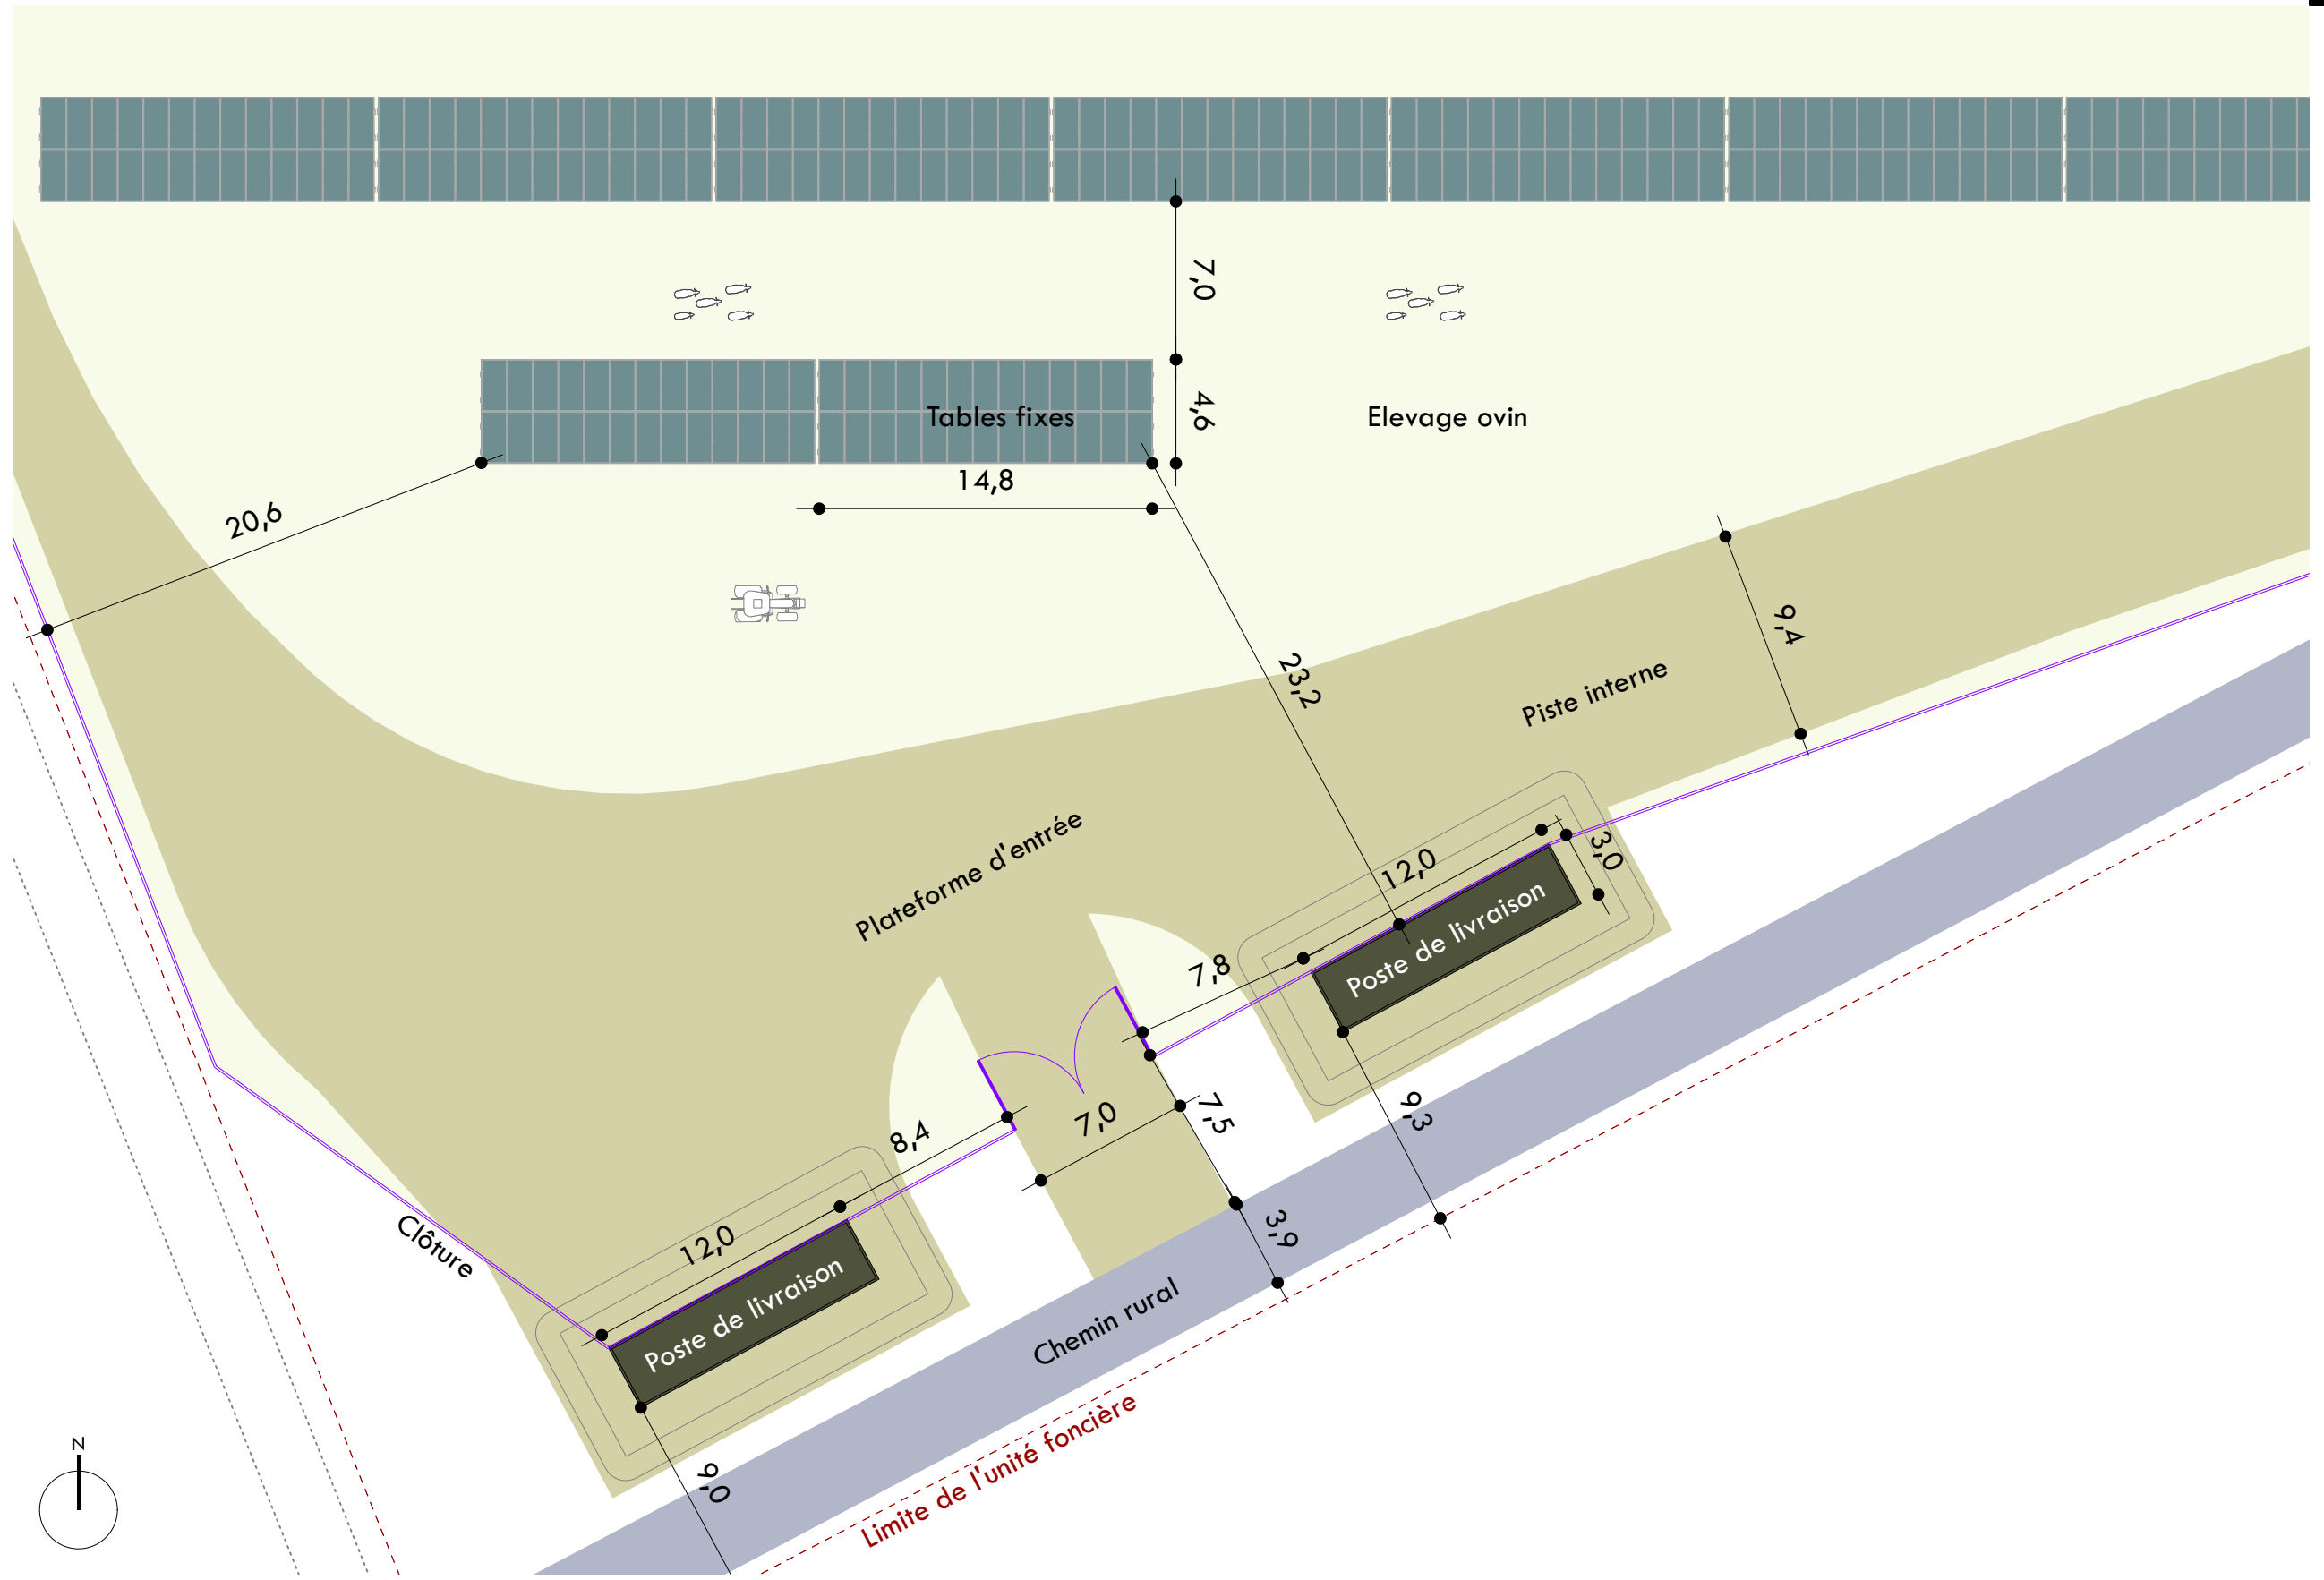 7,0
4,6
Tables fixes
Elevage ovin
14,8
20,6
9,4
23,2
Piste interne
Plateforme d'entrée
12,0
3,0
Poste de livraison
7,8
7,5
9,3
7,0
8,4
3,9
Clôture
12,0
Poste de livraison
Chemin rural
9,0
Limite de l'unité foncière
N